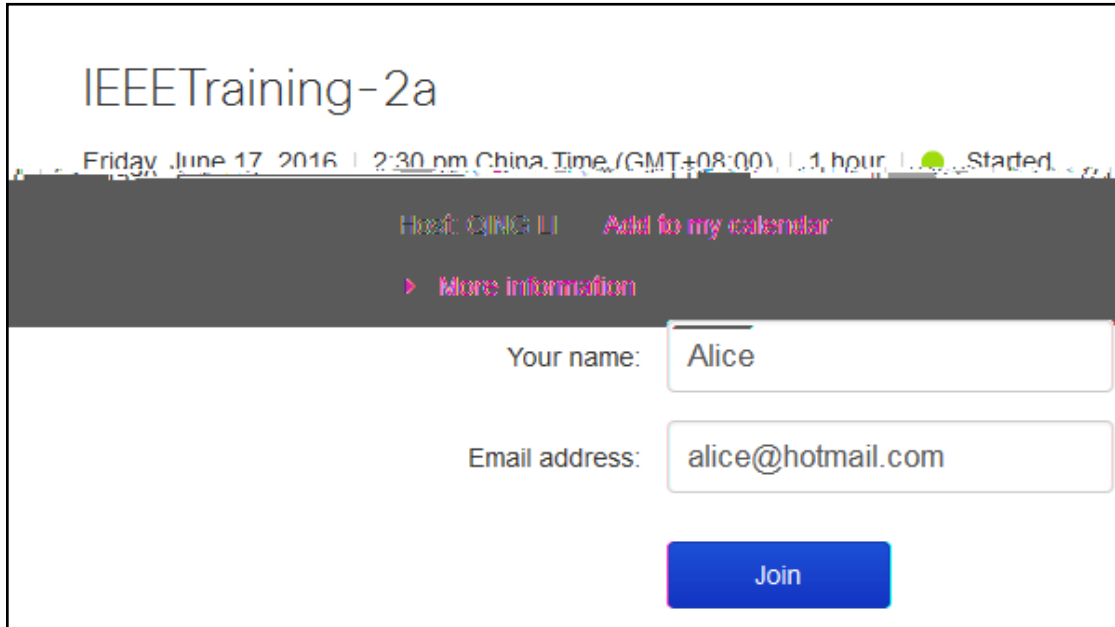 IEEETraining-2a
Friday, June 17, 2016 | 2:30 pm China Time (GMT+08:00) | 1 hour | Started
Host: QING LI Add to my calendar
More information
Your name: Alice
Email address: alice@hotmail.com
Join